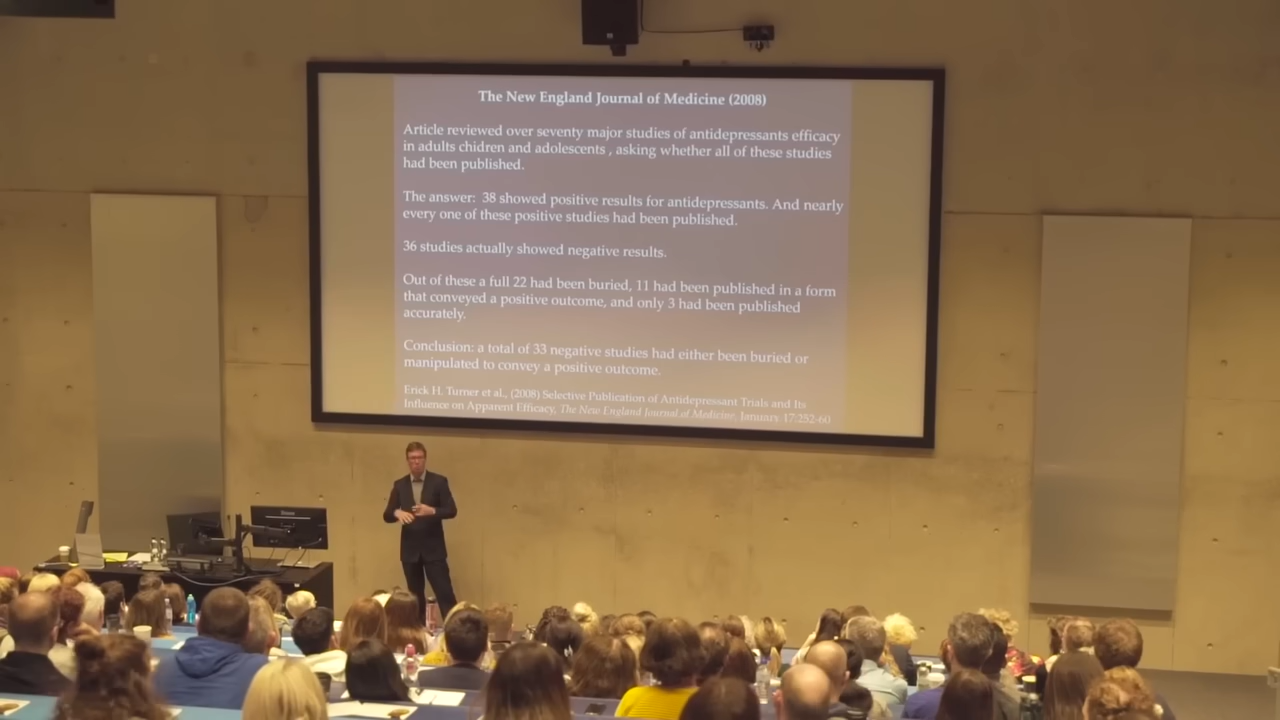 The New England Journal of Medicine (2008)
Article reviewed over seventy major studies of antidepressants efficacy
in adults chidren and adolescents , asking whether all of these studies
had been published.
The answer: 38 showed positive results for antidepressants. And nearly
every one of these positive studies had been published.
36 studies actually showed negative results.
Out of these a full 22 had been buried, 11 had been published in a form
that conveyed a positive outcome, and only 3 had been published
accurately.
Conclusion: a total of 33 negative studies had either been buried or
manipulated to convey a positive outcome.
Erick H. Turner et al., (2008) Selective Publication of Antidepressant Trials and Its
Influence on Apparent Efficacy, The New England Journal of Medicine. January 17:252-60